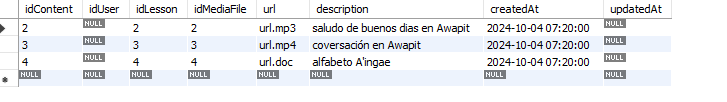 idContent idUser idLesson idMediaFile url description createdAt updatedAt
2 NULL 2 2 url.mp3 saludo de buenos dias en Awapit 2024-10-04 07:20:00 NULL
3 NULL 3 3 url.mp4 coversación en Awapit 2024-10-04 07:20:00 NULL
4 NULL 4 4 url.doc alfabeto A'ingae 2024-10-04 07:20:00 NULL
NULL NULL NULL NULL NULL NULL NULL NULL